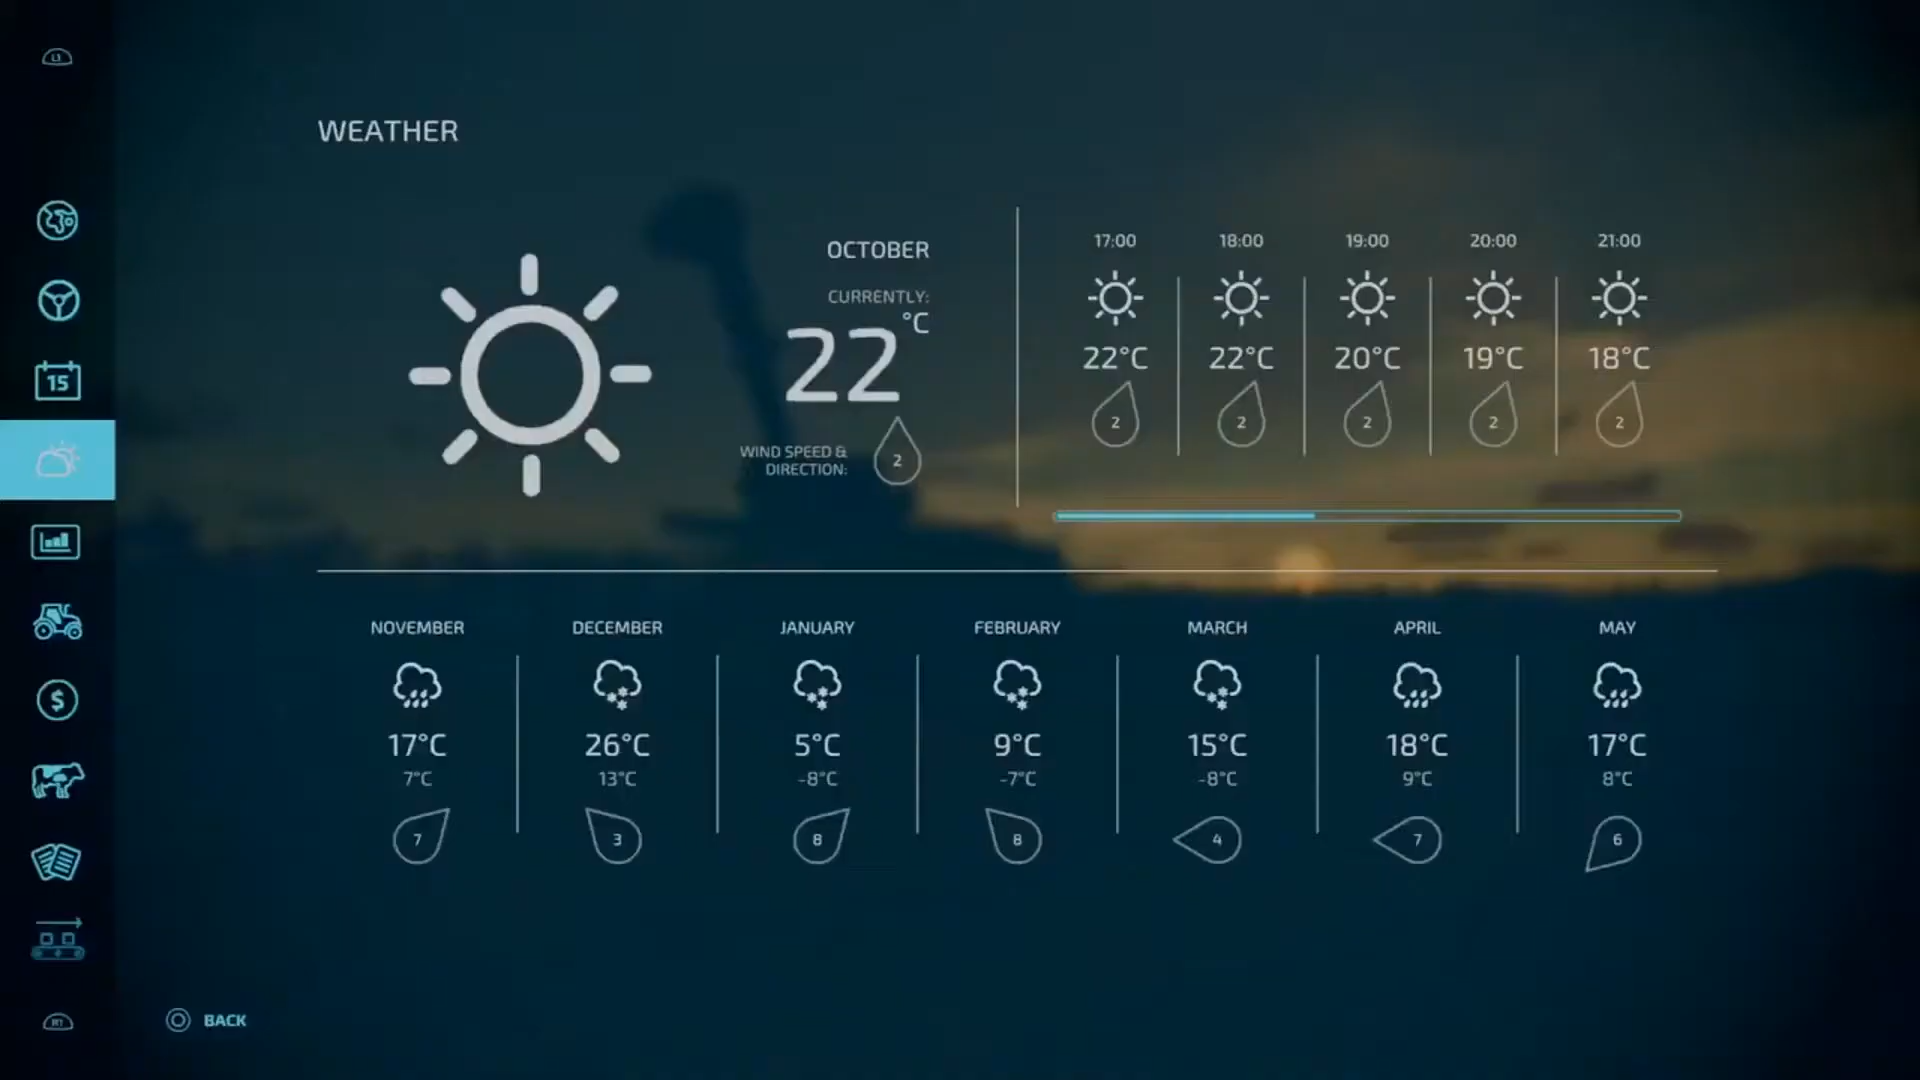 L1
WEATHER
15
OCTOBER
CURRENTLY:
22 °C
WIND SPEED &
DIRECTION:
2
17:00 18:00 19:00 20:00 21:00
22°C 22°C 20°C 19°C 18°C
2 2 2 2 2
NOVEMBER DECEMBER JANUARY FEBRUARY MARCH APRIL MAY
17°C 26°C 5°C 9°C 15°C 18°C 17°C
7°C 13°C -8°C -7°C -8°C 9°C 8°C
7 3 8 8 4 7 6
$
R1
BACK